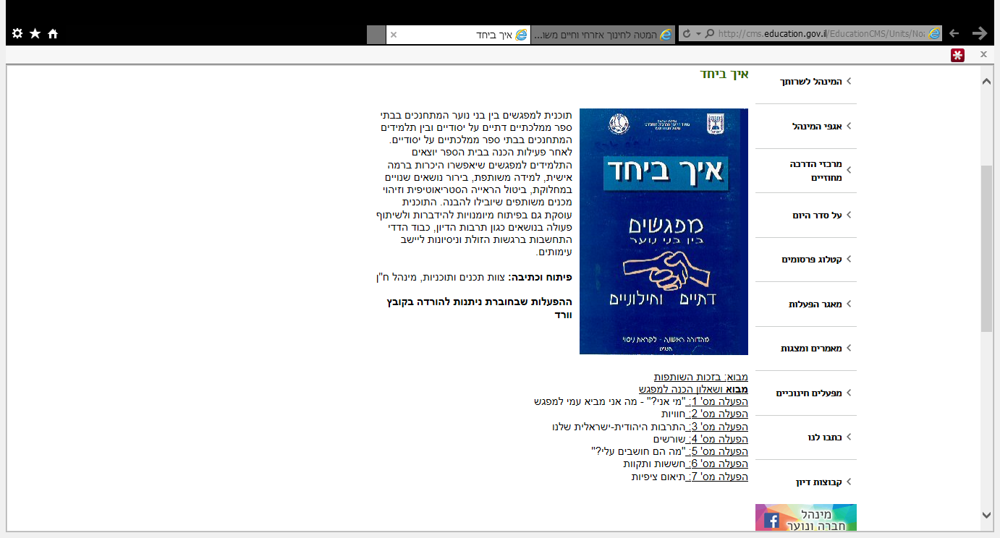 http://cms.education.gov.il/EducationCMS/Units/Noa
המטה לחינוך אזרחי וחיים משו...
איך ביחד
המינהל לשרותך
אגפי המינהל
מרכזי הדרכה
מחוזיים
על סדר היום
קטלוג פרסומים
מאגר הפעלות
מאמרים ומצגות
מפעלים חינוכיים
כתבו לנו
קבוצות דיון
מינהל
חברה ונוער
איך ביחד
איך ביחד
מפגשים
בין בני נוער
דתיים וחילוניים
מהדורה ראשונה - לקראת ניסוי
תוכנית למפגשים בין בני נוער המתחנכים בבתי
ספר ממלכתיים דתיים על יסודיים ובין תלמידים
המתחנכים בבתי ספר ממלכתיים על יסודיים.
לאחר פעילות הכנה בבית הספר יוצאים
התלמידים למפגשים שיאפשרו היכרות ברמה
אישית, למידה משותפת, בירור נושאים שנויים
במחלוקת, ביטול הראייה הסטריאוטיפית וזיהוי
מכנים משותפים שיובילו להבנה. התוכנית
עוסקת גם בפיתוח מיומנויות להידברות ולשיתוף
פעולה בנושאים כגון תרבות הדיון, כבוד הדדי
התחשבות ברגשות הזולת וניסיונות ליישב
עימותים.
פיתוח וכתיבה: צוות תכנים ותוכניות, מינהל ח"ן
ההפעלות שבחוברת ניתנות להורדה בקובץ
וורד
מבוא: בזכות השותפות
מבוא ושאלון הכנה למפגש
הפעלה מס' 1: "מי אני?" - מה אני מביא עמי למפגש
הפעלה מס' 2: חוויות
הפעלה מס' 3: התרבות היהודית-ישראלית שלנו
הפעלה מס' 4: שורשים
הפעלה מס' 5: "מה הם חושבים עלי?"
הפעלה מס' 6: חששות ותקוות
הפעלה מס' 7: תיאום ציפיות